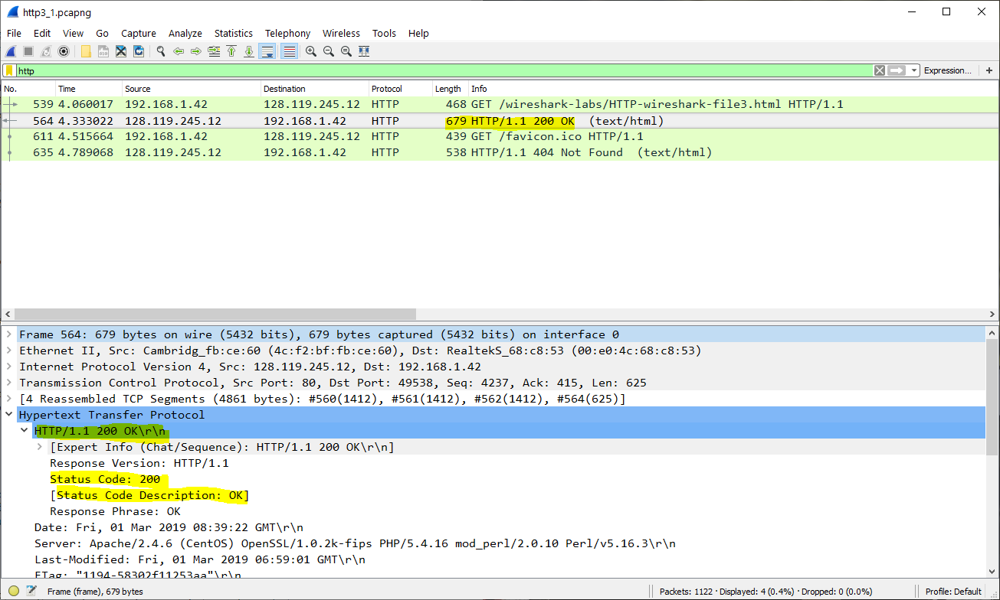 http3_1.pcapng
File Edit View Go Capture Analyze Statistics Telephony Wireless Tools Help
http
Expression... +
No. Time Source Destination Protocol Length Info
539 4.060017 192.168.1.42 128.119.245.12 HTTP 468 GET /wireshark-labs/HTTP-wireshark-file3.html HTTP/1.1
564 4.333022 128.119.245.12 192.168.1.42 HTTP 679 HTTP/1.1 200 OK (text/html)
611 4.515664 192.168.1.42 128.119.245.12 HTTP 439 GET /favicon.ico HTTP/1.1
635 4.789068 128.119.245.12 192.168.1.42 HTTP 538 HTTP/1.1 404 Not Found (text/html)
Frame 564: 679 bytes on wire (5432 bits), 679 bytes captured (5432 bits) on interface 0
Ethernet II, Src: Cambridg_fb:ce:60 (4c:f2:bf:fb:ce:60), Dst: RealtekS_68:c8:53 (00:e0:4c:68:c8:53)
Internet Protocol Version 4, Src: 128.119.245.12, Dst: 192.168.1.42
Transmission Control Protocol, Src Port: 80, Dst Port: 49538, Seq: 4237, Ack: 415, Len: 625
[4 Reassembled TCP Segments (4861 bytes): #560(1412), #561(1412), #562(1412), #564(625)]
Hypertext Transfer Protocol
HTTP/1.1 200 OK\r\n
[Expert Info (Chat/Sequence): HTTP/1.1 200 OK\r\n]
Response Version: HTTP/1.1
Status Code: 200
[Status Code Description: OK]
Response Phrase: OK
Date: Fri, 01 Mar 2019 08:39:22 GMT\r\n
Server: Apache/2.4.6 (CentOS) OpenSSL/1.0.2k-fips PHP/5.4.16 mod_perl/2.0.10 Perl/v5.16.3\r\n
Last-Modified: Fri, 01 Mar 2019 06:59:01 GMT\r\n
ETag: "1194-58302f11253aa"\r\n
Frame (frame), 679 bytes
Packets: 1122 · Displayed: 4 (0.4%) · Dropped: 0 (0.0%)
Profile: Default